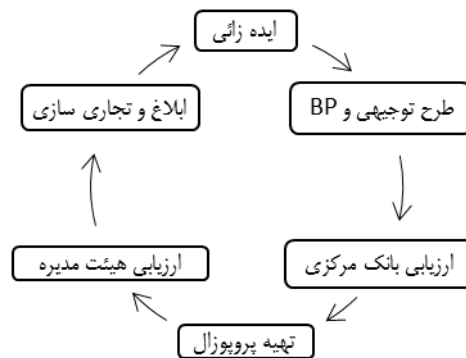 ایده زائی
طرح توجیهی و BP
ارزیابی بانک مرکزی
تهیه پروپوزال
ارزیابی هیئت مدیره
ابلاغ و تجاری سازی